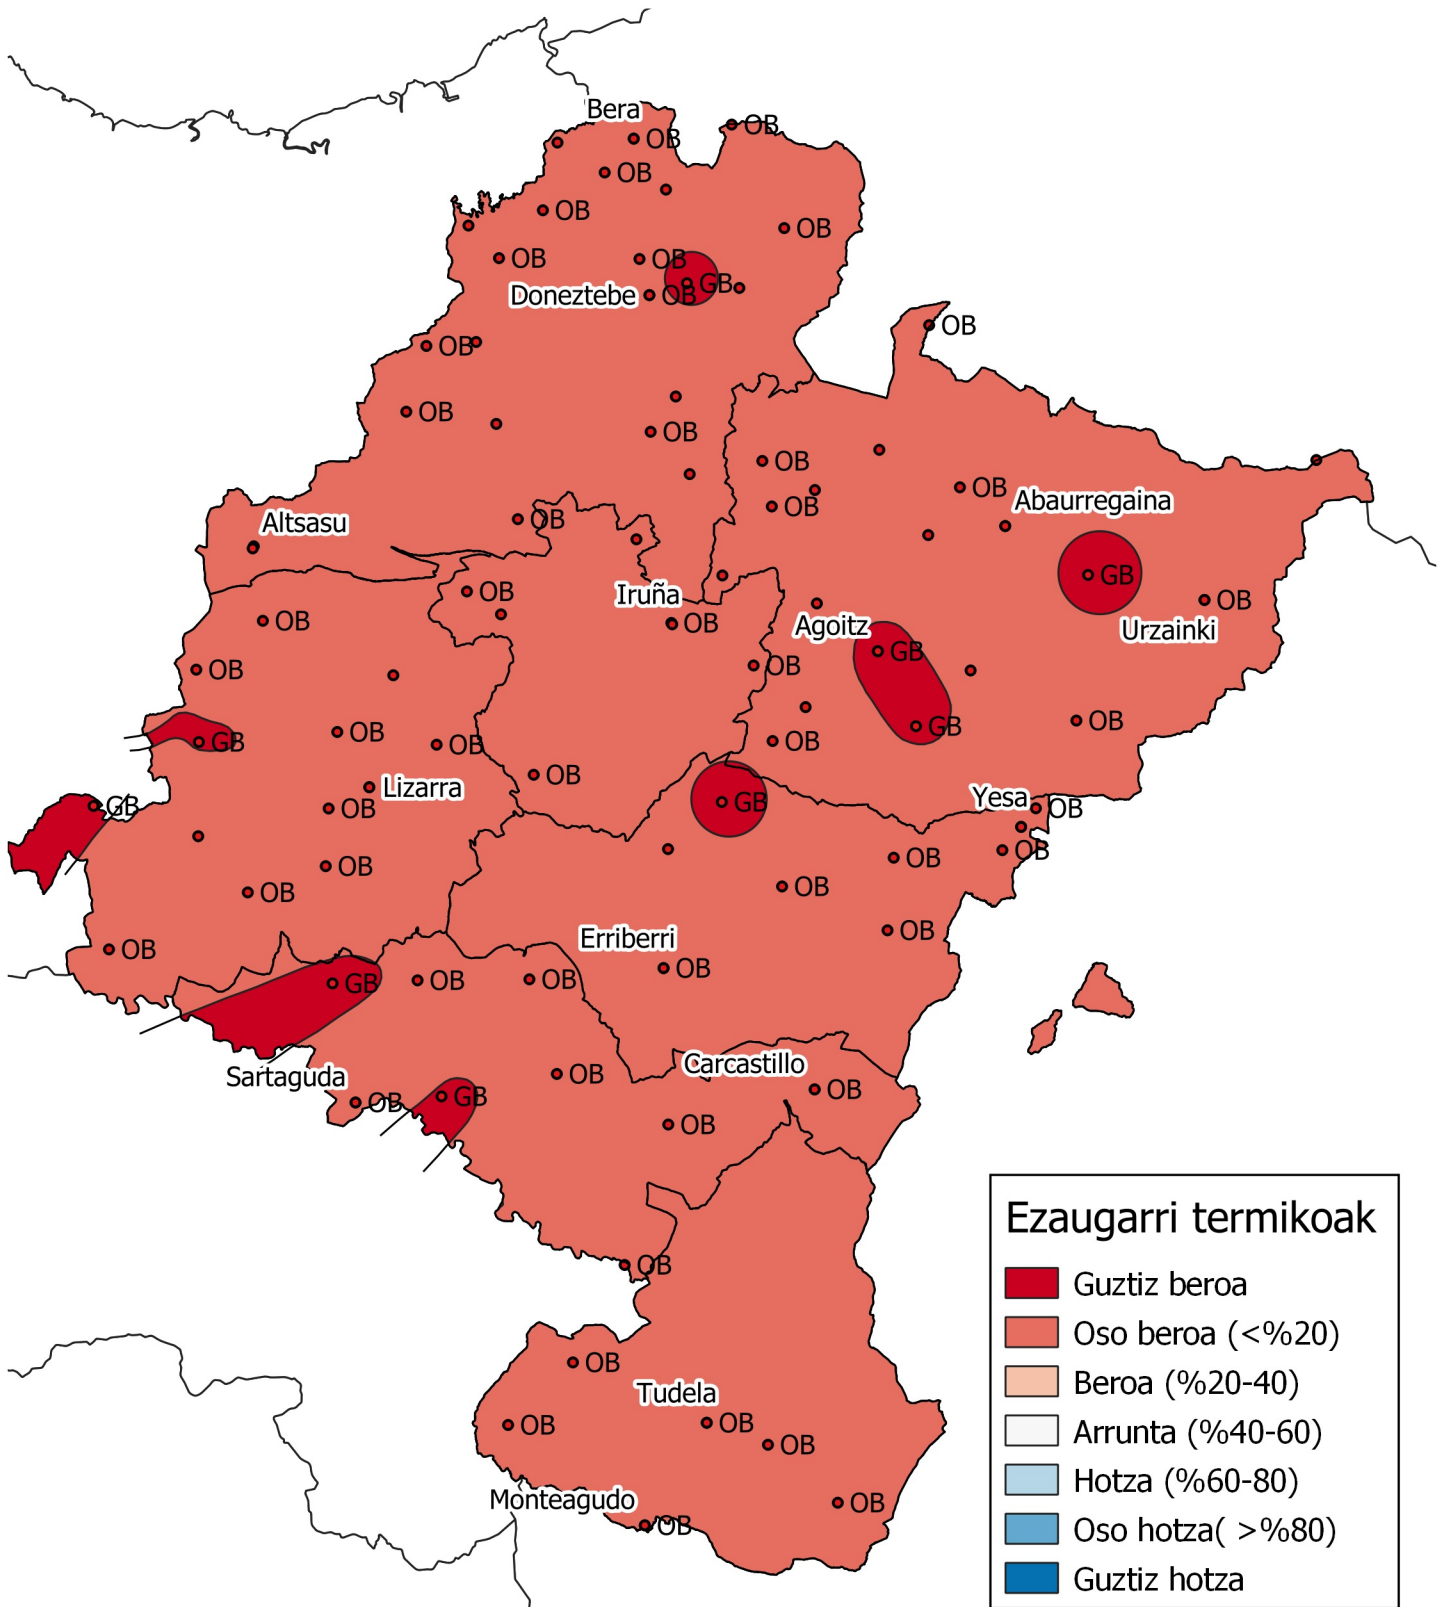 Bera
OB
OB
OB
OB
OB
OB
OB
GB
Doneztebe
OB
OB
OB
OB
OB
OB
OB
OB
Abaurregaina
Altsasu
OB
GB
OB
Iruña
OB
OB
OB
Agoitz
Urzainki
GB
OB
OB
OB
GB
OB
GB
OB
OB
OB
Lizarra
Yesa
GB
OB
GB
OB
OB
OB
OB
OB
OB
OB
Erriberri
OB
OB
GB
OB
OB
Carcastillo
Sartaguda
OB
OB
GB
OB
OB
OB
OB
Tudela
OB
OB
OB
Monteagudo
OB
OB
Ezaugarri termikoak
Guztiz beroa
Oso beroa (<%20)
Beroa (%20-40)
Arrunta (%40-60)
Hotza (%60-80)
Oso hotza( >%80)
Guztiz hotza